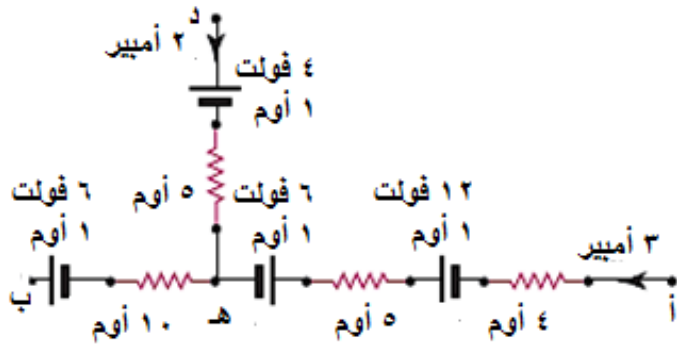 د
٢ أمبير
٤ فولت
١ أوم
٥ أوم
٦ فولت
١ أوم
٦ فولت
١ أوم
١٢ فولت
١ أوم
٣ أمبير
ب
١٠ أوم
هـ
٥ أوم
٤ أوم
أ